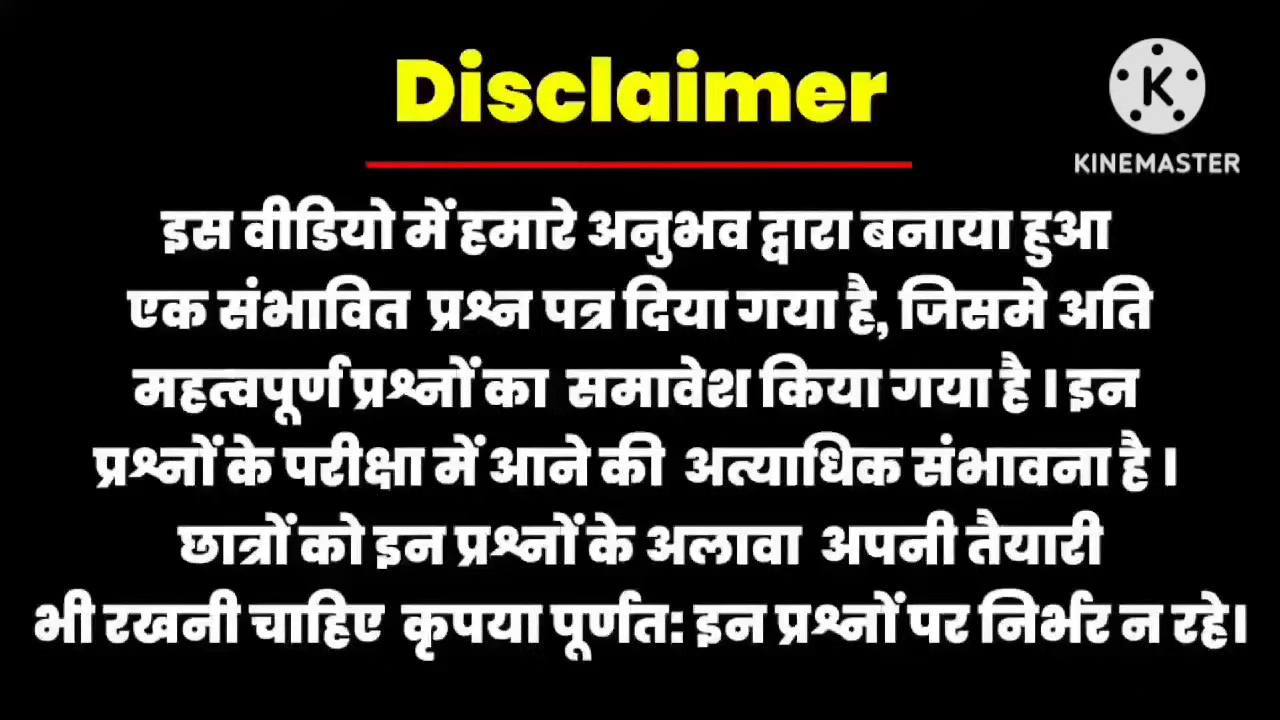 Disclaimer
K
KINEMASTER
इस वीडियो में हमारे अनुभव द्वारा बनाया हुआ
एक संभावित प्रश्न पत्र दिया गया है, जिसमे अति
महत्वपूर्ण प्रश्नों का समावेश किया गया है । इन
प्रश्नों के परीक्षा में आने की अत्याधिक संभावना है ।
छात्रों को इन प्रश्नों के अलावा अपनी तैयारी
भी रखनी चाहिए कृपया पूर्णत: इन प्रश्नों पर निर्भर न रहे।